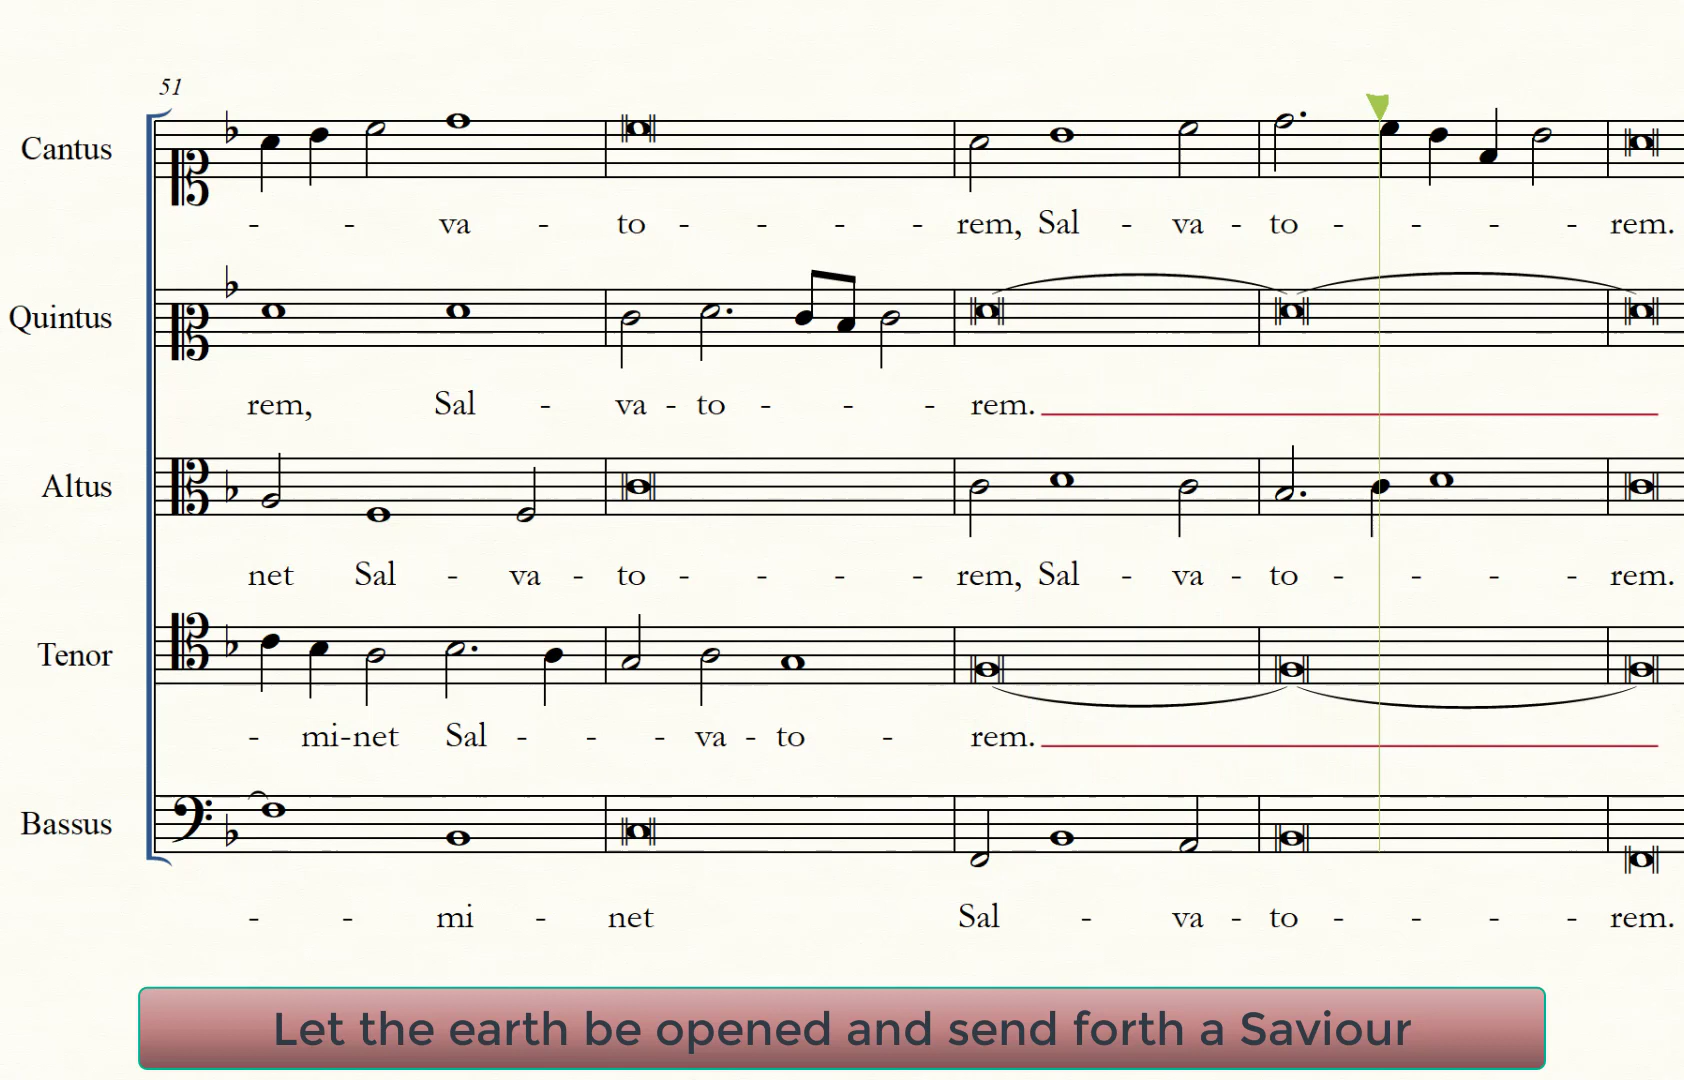 51
Cantus
- - va - to - - - - rem, Sal - va - to - - - - rem.
Quintus
rem, Sal - va - to - - - rem.
Altus
net Sal - va - to - - - - rem, Sal - va - to - - - - rem.
Tenor
- mi-net Sal - - - va - to - rem.
Bassus
- - mi - net Sal - va - to - - - - rem.
Let the earth be opened and send forth a Saviour